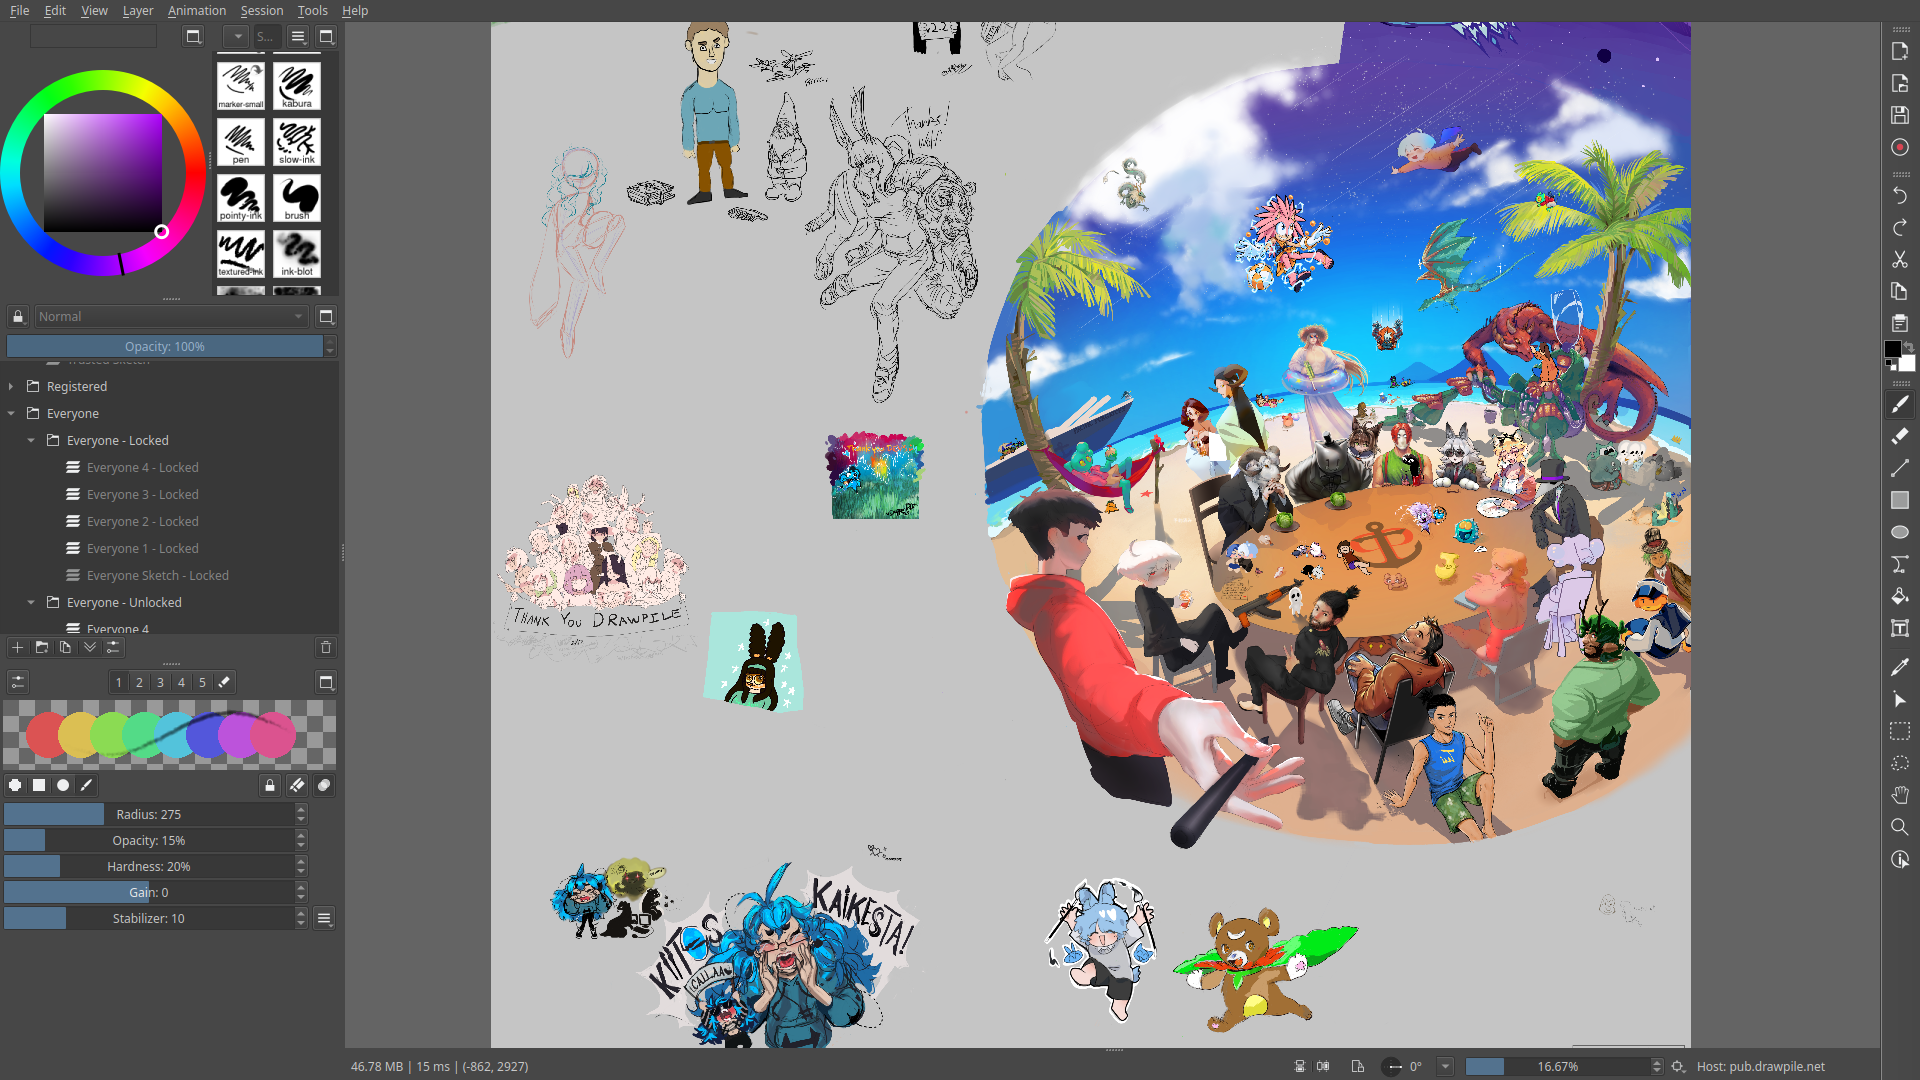 File Edit View Layer Animation Session Tools Help
S...
marker-small kabura
pen slow-ink
pointy-ink brush
textured-ink ink-blot
Normal
Opacity: 100%
Registered
Everyone
Everyone - Locked
Everyone 4 - Locked
Everyone 3 - Locked
Everyone 2 - Locked
Everyone 1 - Locked
Everyone Sketch - Locked
Everyone - Unlocked
Everyone 4
1 2 3 4 5
Radius: 275
Opacity: 15%
Hardness: 20%
Gain: 0
Stabilizer: 10
THANK YOU DRAWPILE
KIITOS
KAIKESTA!
46.78 MB | 15 ms | (-862, 2927)
0°
16.67%
Host: pub.drawpile.net